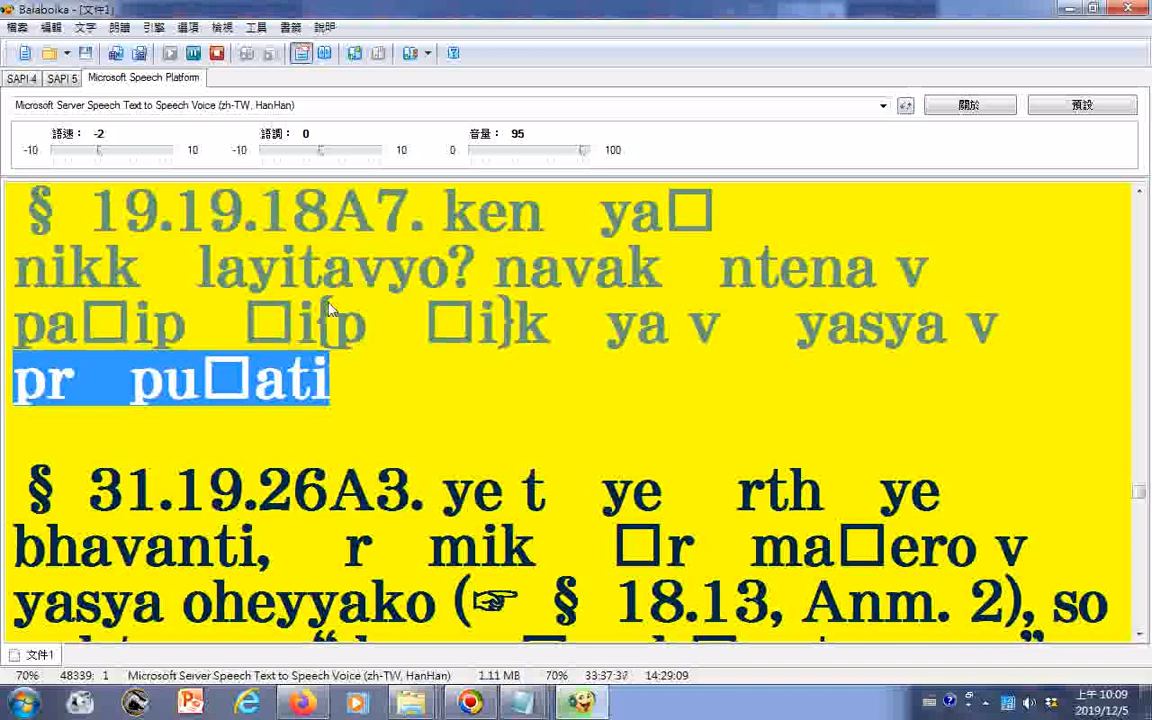 Balabolka - [文件1]
檔案 編輯 文字 朗讀 引擎 選項 檢視 工具 書籤 說明
SAPI 4 SAPI 5 Microsoft Speech Platform
Microsoft Server Speech Text to Speech Voice (zh-TW, HanHan) 關於 預設
語速： -2 語調： 0 音量： 95
-10 10 -10 10 0 100
§ 19.19.18A7. ken ya□
nikk layitavyo? navak ntena v
pa□ip □i{p □i}k ya v yasya v
pr pu□ati
§ 31.19.26A3. ye t ye rth ye
bhavanti, r mik □r ma□ero v
yasya oheyyako (☞ § 18.13, Anm. 2), so
文件1
70% 48339: 1 Microsoft Server Speech Text to Speech Voice (zh-TW, HanHan) 1.11 MB 70% 33:37:37 14:29:09
上午 10:09
2019/12/5